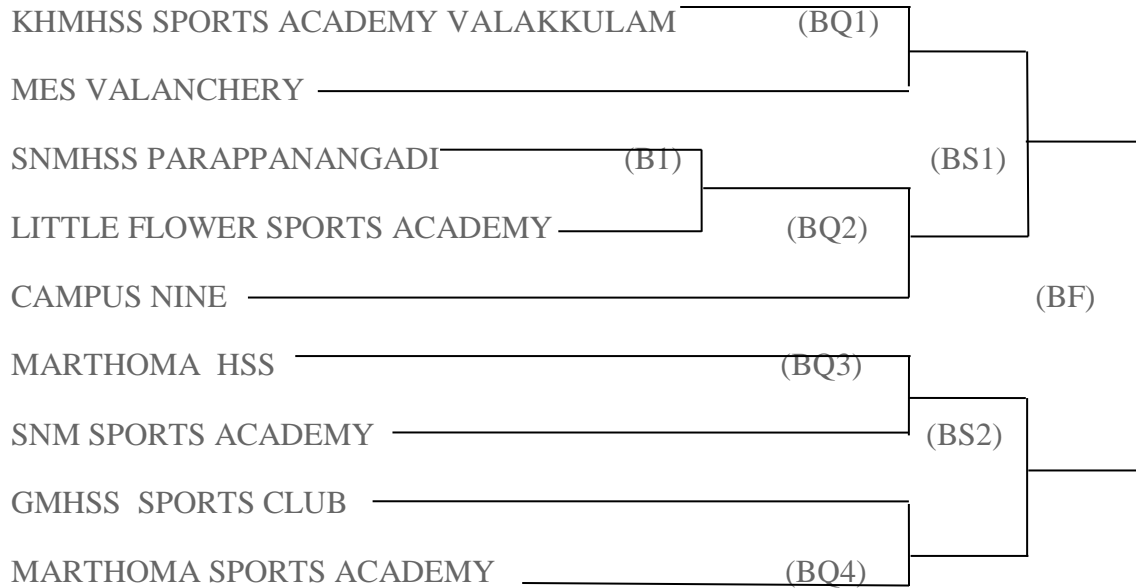 KHMHSS SPORTS ACADEMY VALAKKULAM (BQ1)
MES VALANCHERY
SNMHSS PARAPPANANGADI (B1) (BS1)
LITTLE FLOWER SPORTS ACADEMY (BQ2)
CAMPUS NINE (BF)
MARTHOMA HSS (BQ3)
SNM SPORTS ACADEMY (BS2)
GMHSS SPORTS CLUB
MARTHOMA SPORTS ACADEMY (BQ4)